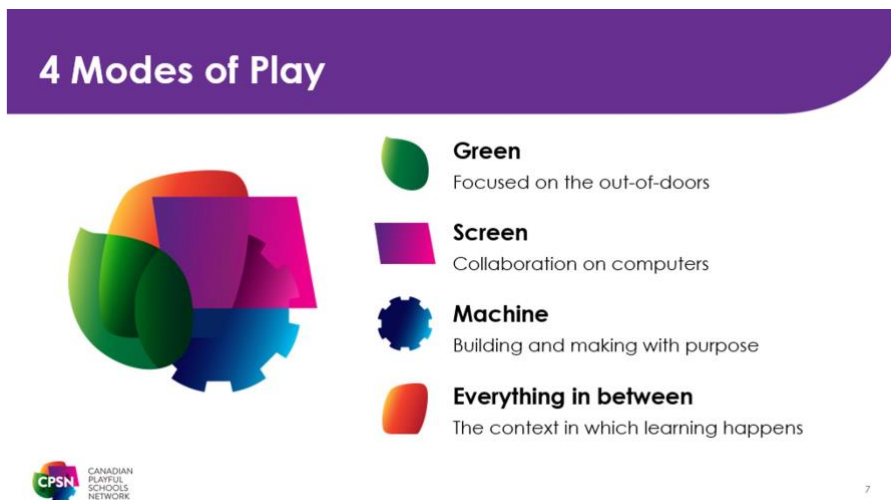 4 Modes of Play
Green
Focused on the out-of-doors
Screen
Collaboration on computers
Machine
Building and making with purpose
Everything in between
The context in which learning happens
CPSN
CANADIAN
PLAYFUL
SCHOOLS
NETWORK
7